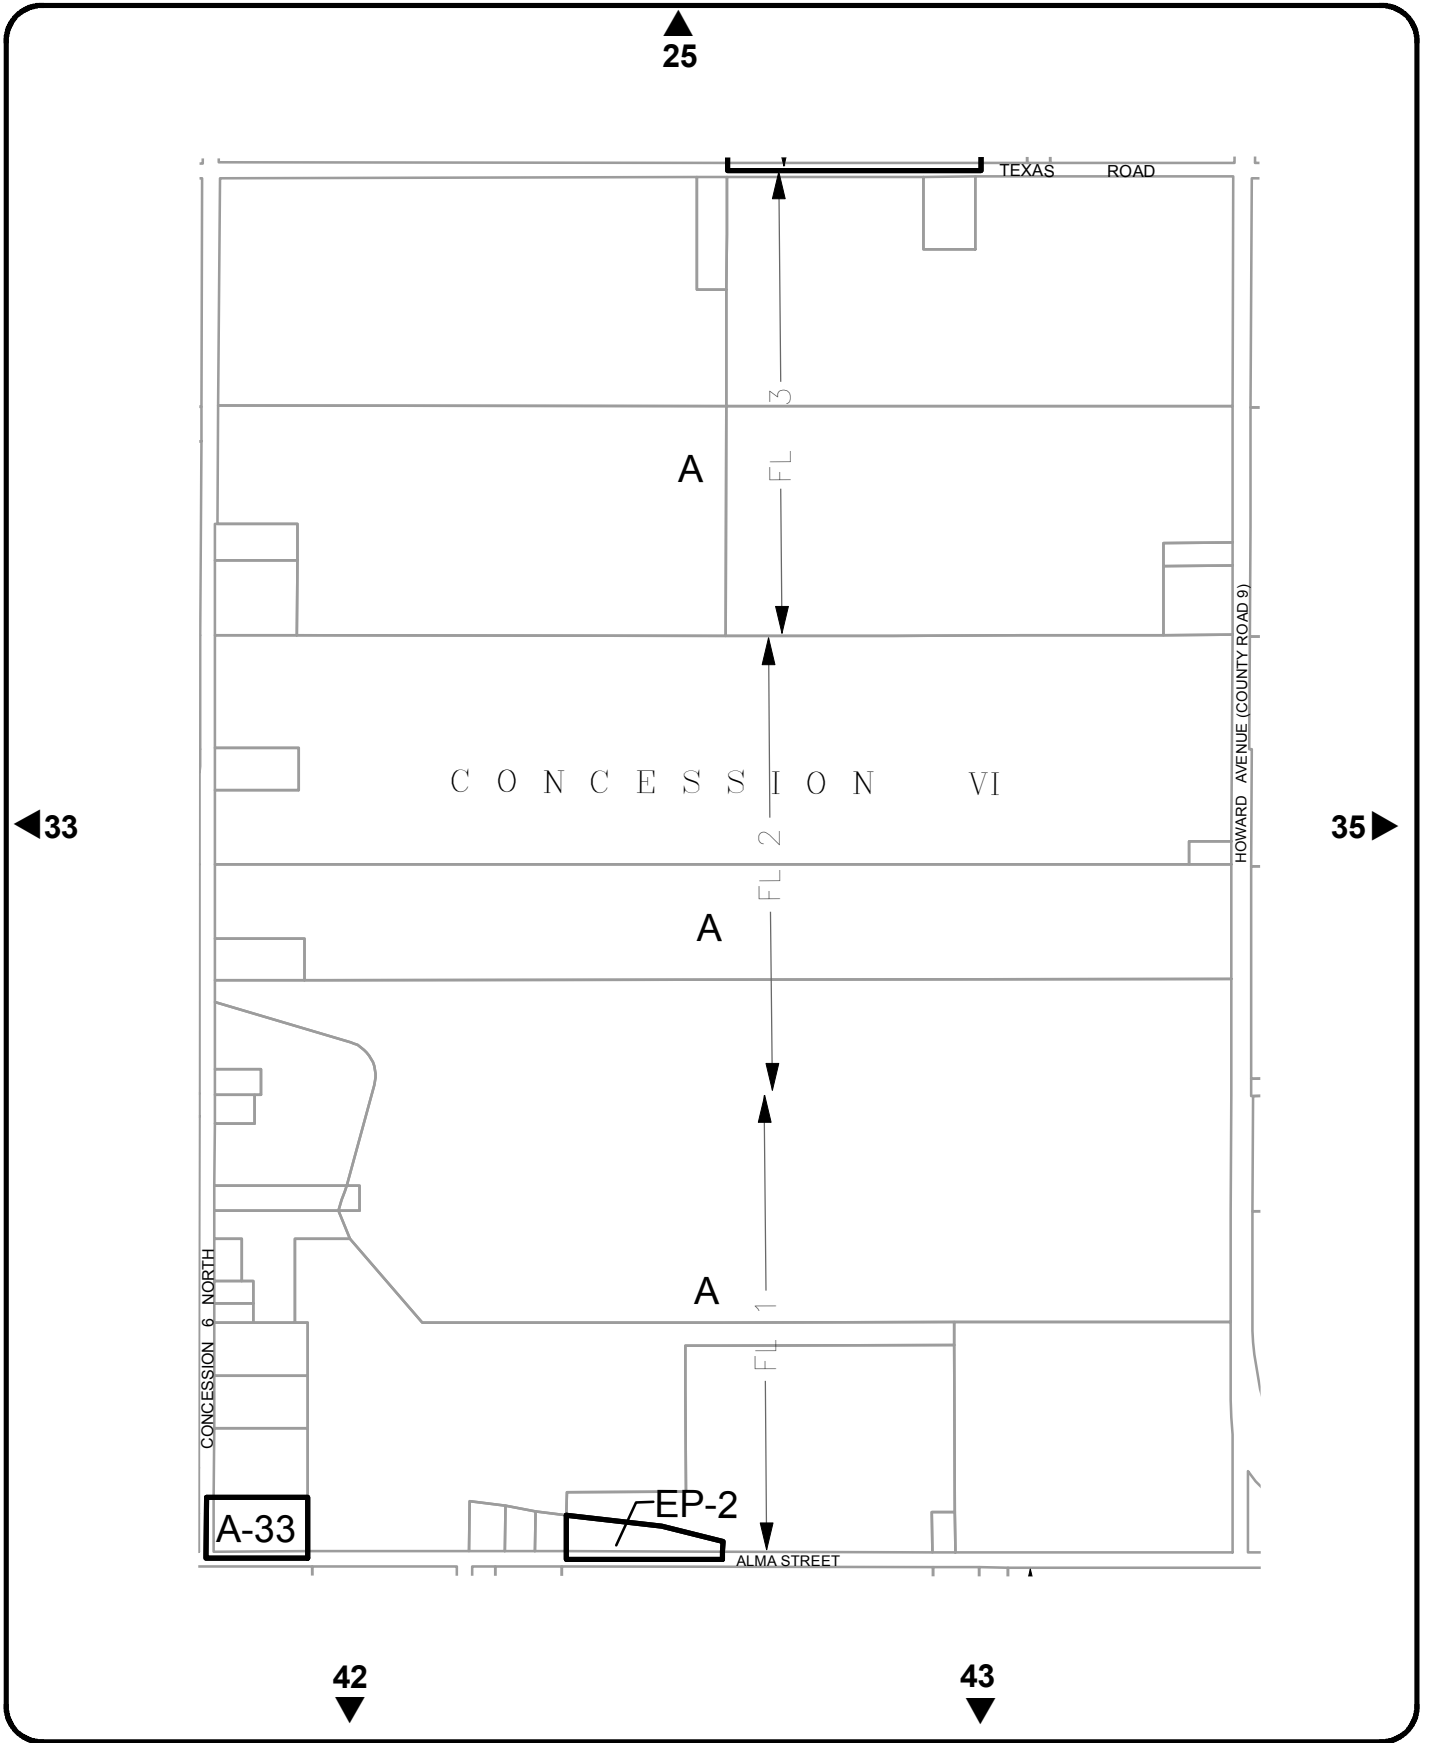 25
TEXAS ROAD
FL 3
A
HOWARD AVENUE (COUNTY ROAD 9)
CONCESSION VI
33
35
FL 2
A
CONCESSION 6 NORTH
A
FL 1
EP-2
A-33
ALMA STREET
42
43